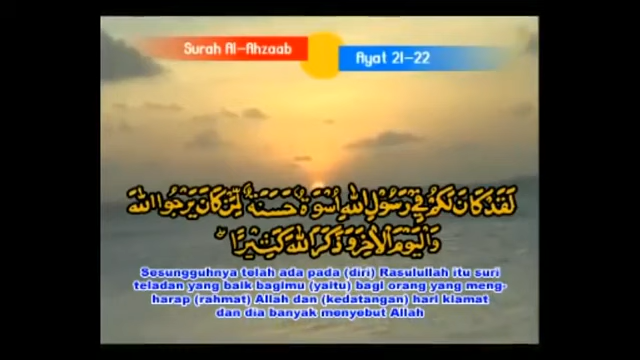 Surah Al-Ahzaab
Ayat 21-22
لَقَدْ كَانَ لَكُمْ فِي رَسُولِ اللَّهِ أُسْوَةٌ حَسَنَةٌ لِّمَن كَانَ يَرْجُوا اللَّهَ
وَالْيَوْمَ الْآخِرَ وَذَكَرَ اللَّهَ كَثِيرًا ۗ
Sesungguhnya telah ada pada (diri) Rasulullah itu suri
teladan yang baik bagimu (yaitu) bagi orang yang meng-
harap (rahmat) Allah dan (kedatangan) hari kiamat
dan dia banyak menyebut Allah